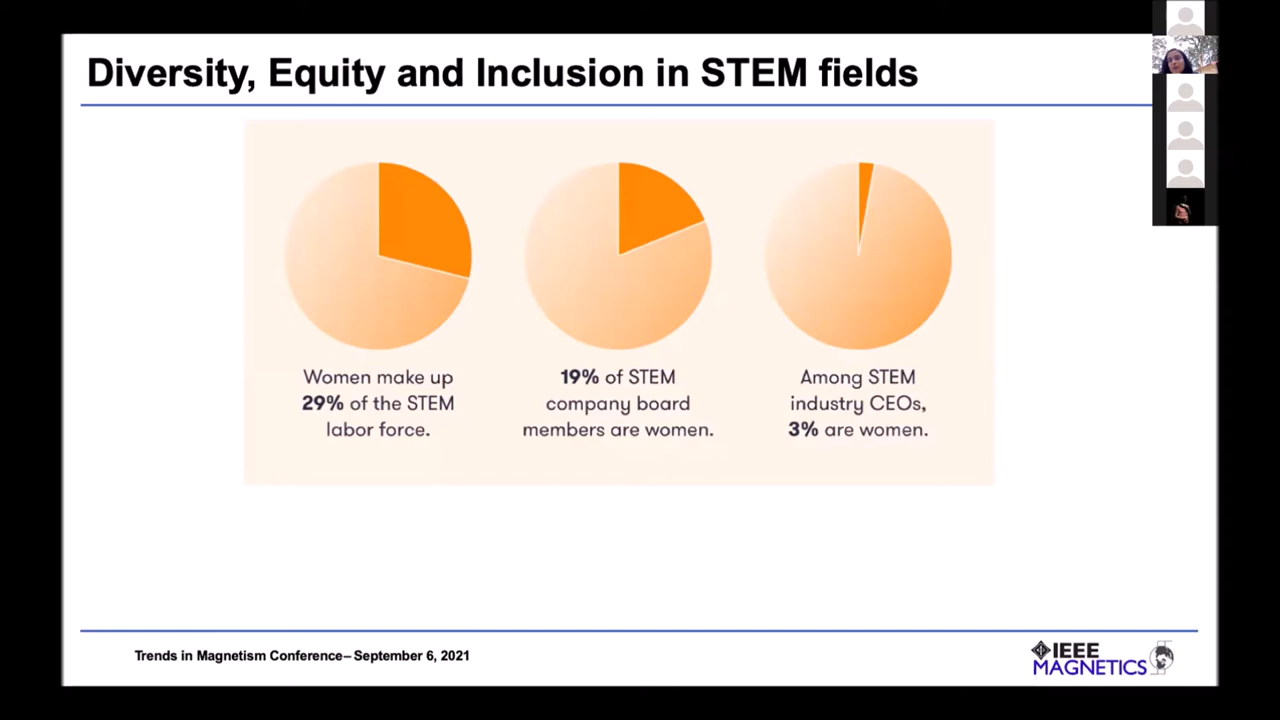 Diversity, Equity and Inclusion in STEM fields
Women make up
29% of the STEM
labor force.
19% of STEM
company board
members are women.
Among STEM
industry CEOs,
3% are women.
Trends in Magnetism Conference– September 6, 2021
IEEE
MAGNETICS